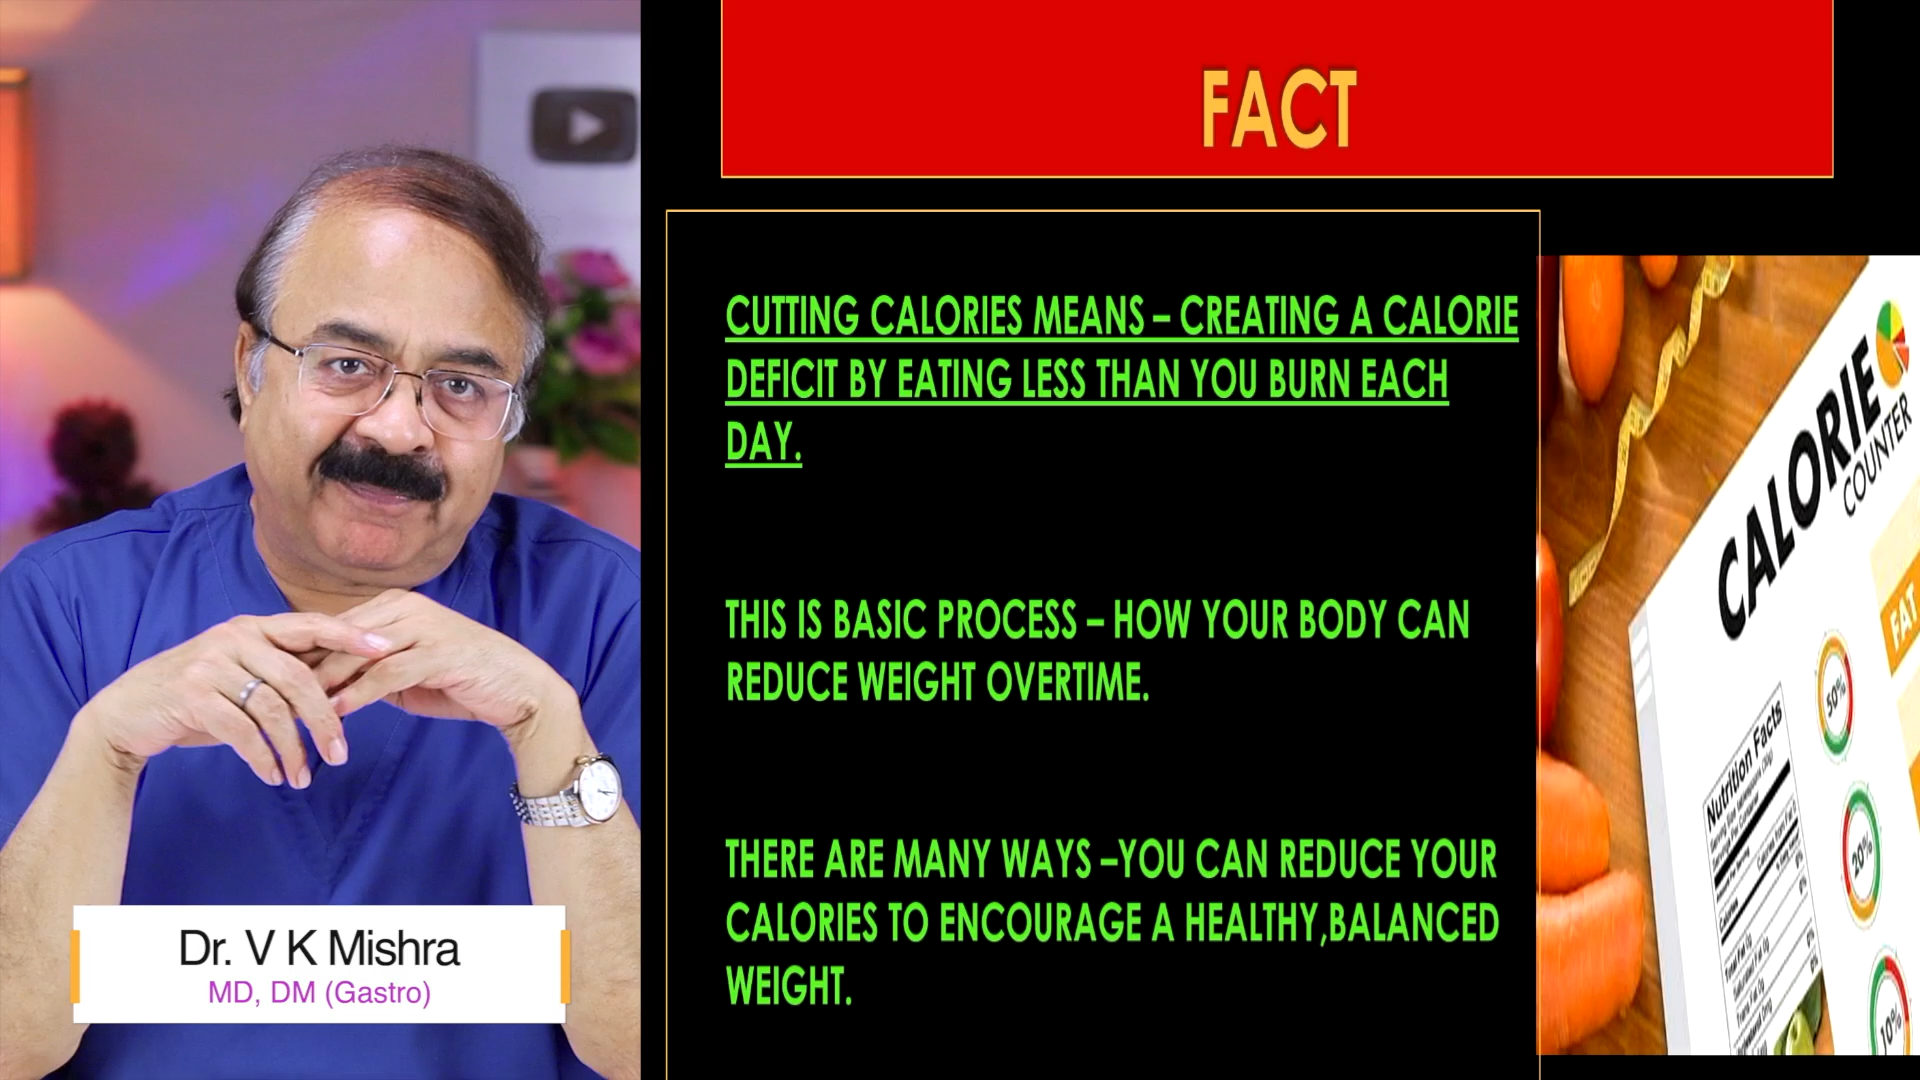 FACT
CUTTING CALORIES MEANS – CREATING A CALORIE
DEFICIT BY EATING LESS THAN YOU BURN EACH
DAY.
THIS IS BASIC PROCESS – HOW YOUR BODY CAN
REDUCE WEIGHT OVERTIME.
THERE ARE MANY WAYS –YOU CAN REDUCE YOUR
CALORIES TO ENCOURAGE A HEALTHY,BALANCED
WEIGHT.
Dr. V K Mishra
MD, DM (Gastro)
CALORIE
COUNTER
FAT
50%
Nutrition Facts
20%
10%